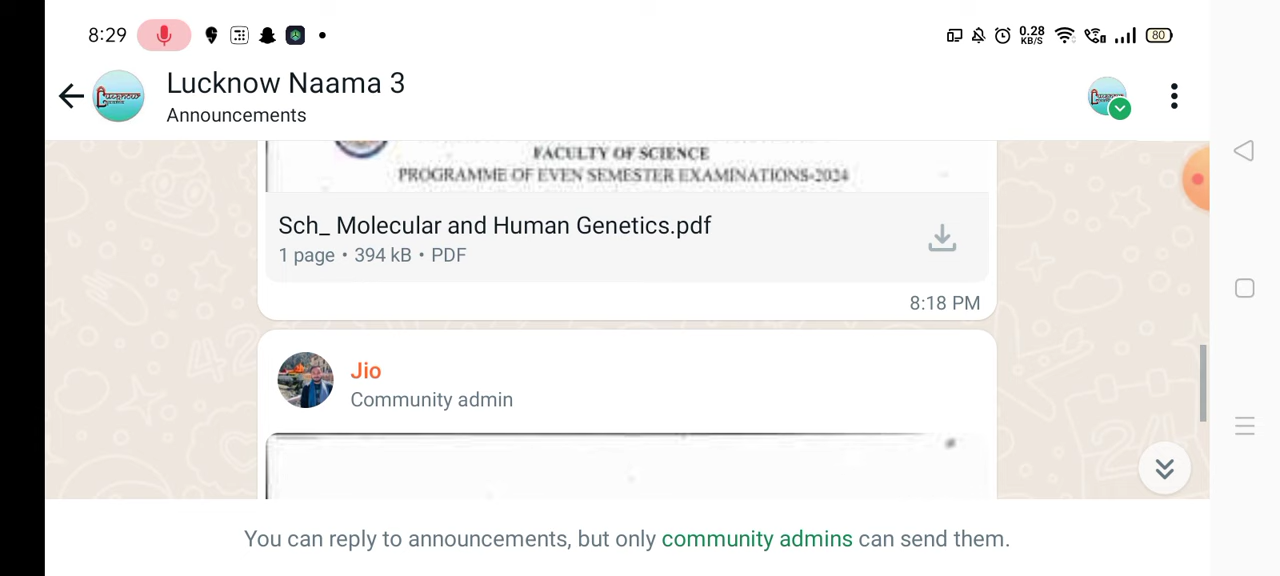 8:29
0.28
KB/S
80
Lucknow Naama 3
Announcements
FACULTY OF SCIENCE
PROGRAMME OF EVEN SEMESTER EXAMINATIONS-2024
Sch_ Molecular and Human Genetics.pdf
1 page • 394 kB • PDF
8:18 PM
Jio
Community admin
You can reply to announcements, but only community admins can send them.